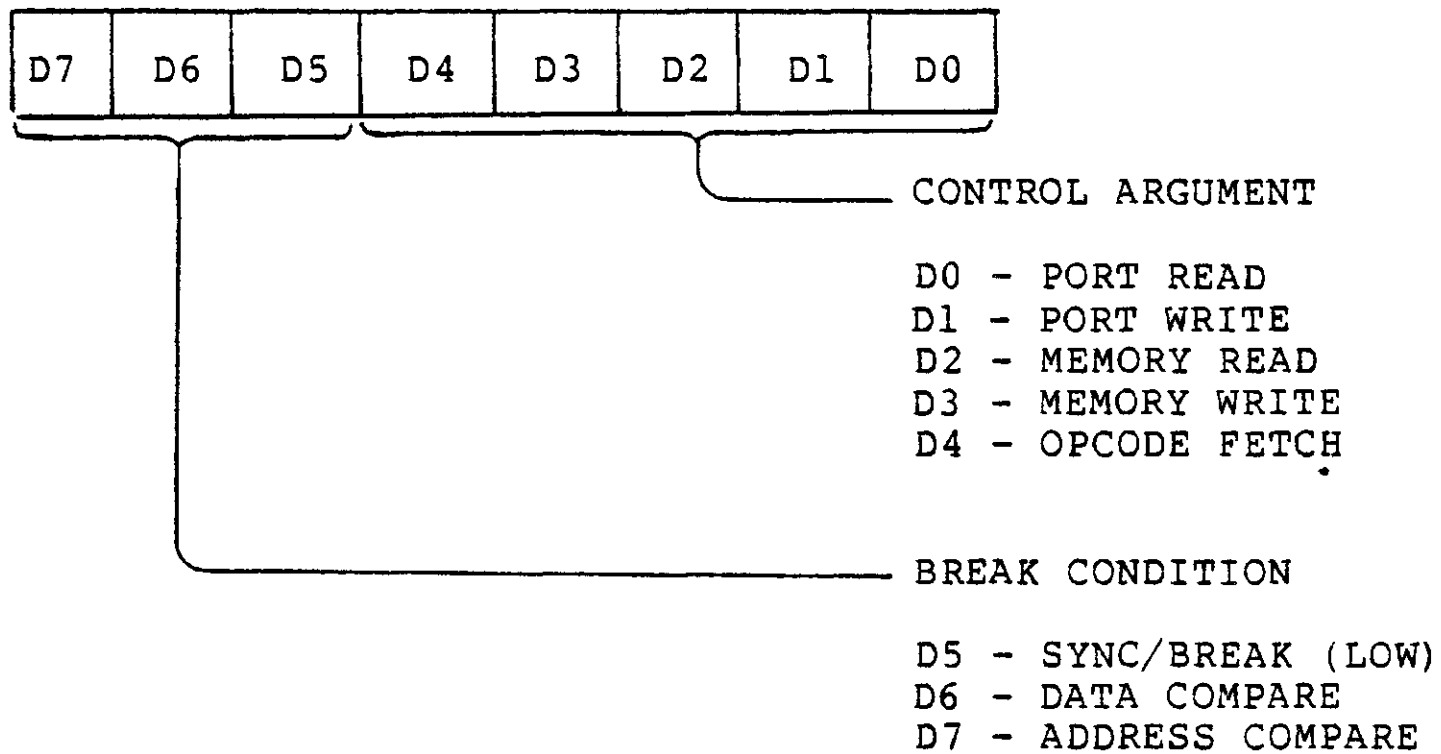 D7 D6 D5 D4 D3 D2 D1 D0
CONTROL ARGUMENT
D0 - PORT READ
D1 - PORT WRITE
D2 - MEMORY READ
D3 - MEMORY WRITE
D4 - OPCODE FETCH
BREAK CONDITION
D5 - SYNC/BREAK (LOW)
D6 - DATA COMPARE
D7 - ADDRESS COMPARE